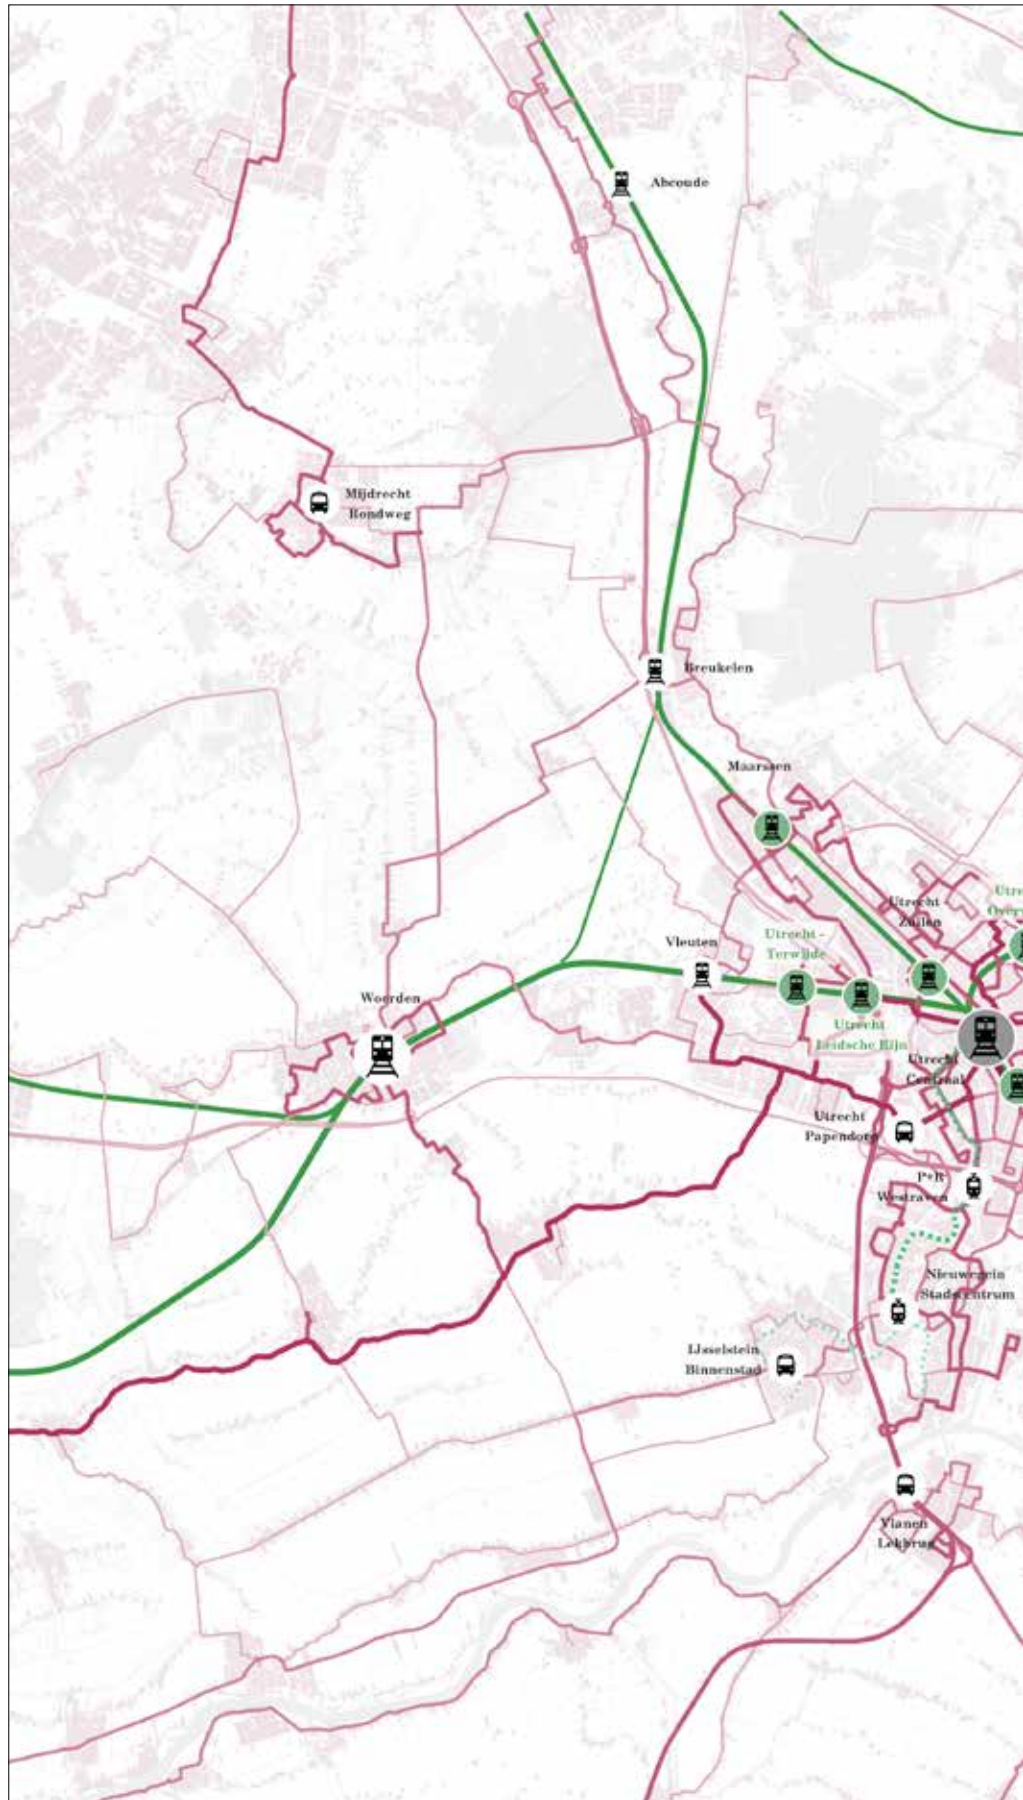 Abcoude
Mijdrecht
Rondweg
Breukelen
Maarssen
Utrecht -
Zuilen
Vleuten
Utrecht -
Terwijde
Woerden
Utrecht
Leidsche Rijn
Utrecht
Centraal
Utrecht
Papendorp
P+R
Westraven
Nieuwegein
Stadscentrum
IJsselstein
Binnenstad
Vianen
Lekbrug